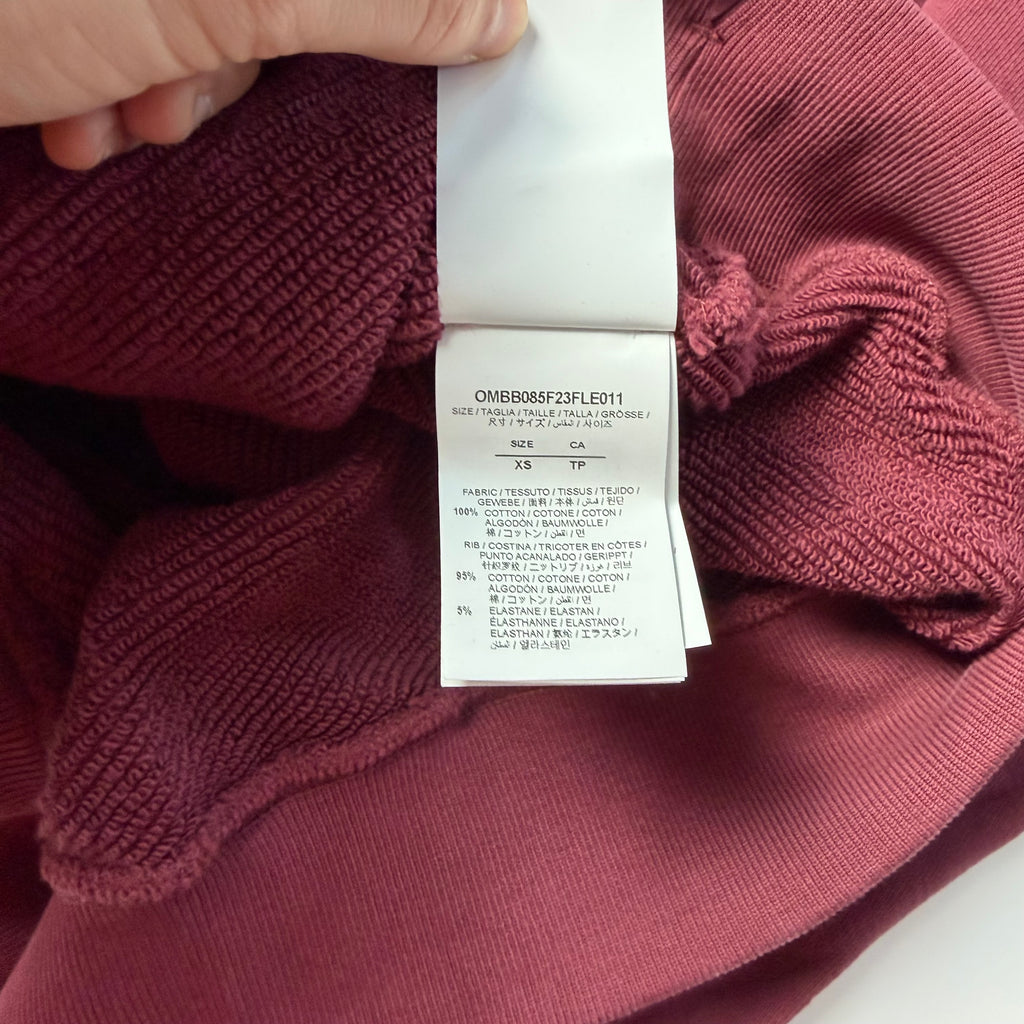 OMBB085F23FLE011
SIZE / TAGLIA / TAILLE / TALLA / GRÖSSE /
尺寸 / サイズ / المقاس / 사이즈
SIZE CA
XS TP
FABRIC / TESSUTO / TISSUS / TEJIDO /
GEWEBE / 面料 / 本体 / قماش / 원단
100% COTTON / COTONE / COTON /
ALGODÓN / BAUMWOLLE /
棉 / コットン / قطن / 면
RIB / COSTINA / TRICOTER EN CÔTES /
PUNTO ACANALADO / GERIPPT /
针织罗纹 / ニットリブ / / 리브
95% COTTON / COTONE / COTON /
ALGODÓN / BAUMWOLLE /
棉 / コットン / قطن / 면
5% ELASTANE / ELASTAN /
ÉLASTHANNE / ELASTANO /
ELASTHAN / / エラスタン /
/ 엘라스테인